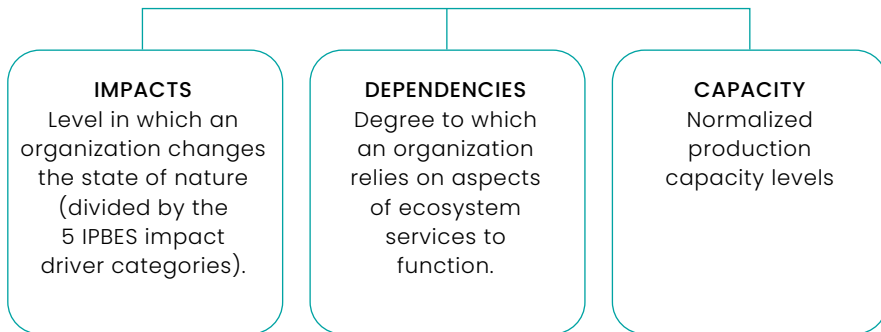 IMPACTS
Level in which an
organization changes
the state of nature
(divided by the
5 IPBES impact
driver categories).
DEPENDENCIES
Degree to which
an organization
relies on aspects
of ecosystem
services to
function.
CAPACITY
Normalized
production
capacity levels